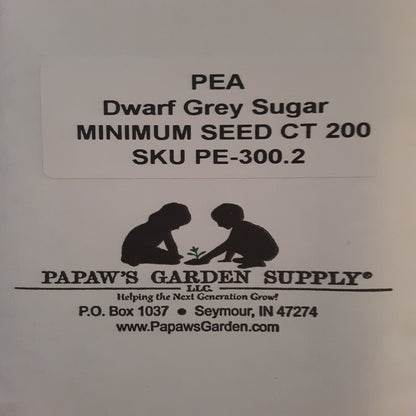 PEA
Dwarf Grey Sugar
MINIMUM SEED CT 200
SKU PE-300.2
PAPAW'S GARDEN SUPPLY®
LLC.
Helping the Next Generation Grow!
P.O. Box 1037 • Seymour, IN 47274
www.PapawsGarden.com